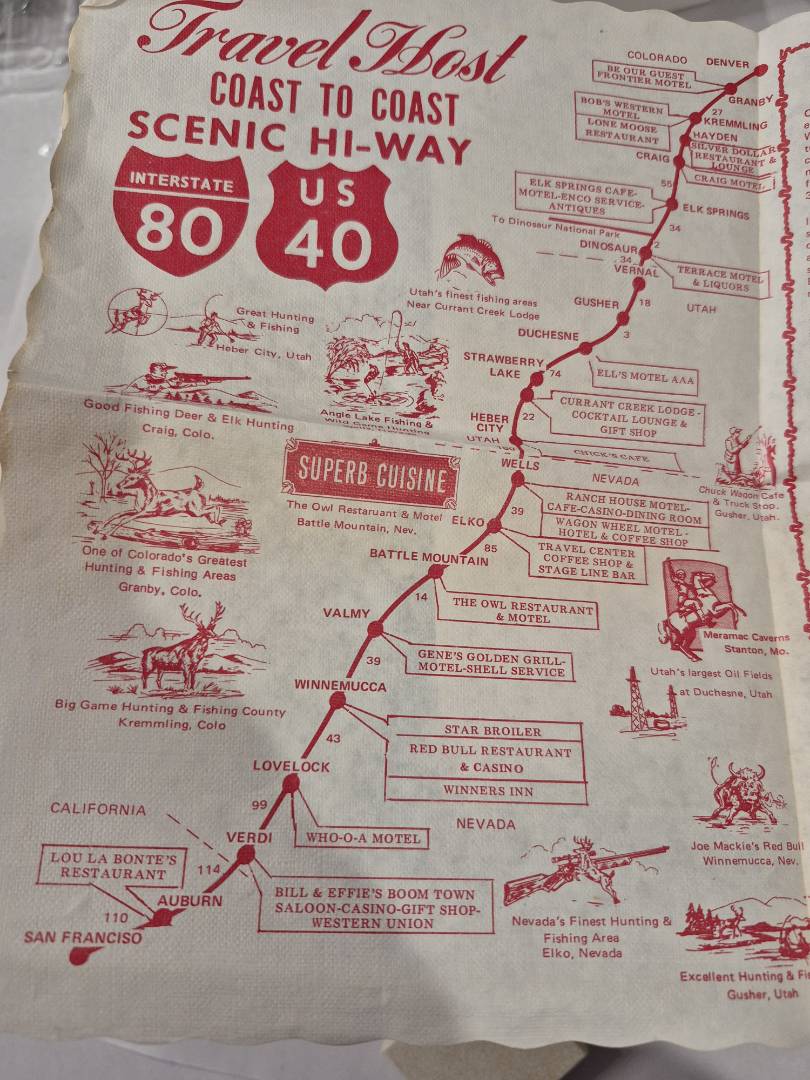 Travel Host
COAST TO COAST
SCENIC HI-WAY
INTERSTATE
80
US
40
COLORADO DENVER
BE OUR GUEST
FRONTIER MOTEL
GRANBY
27
BOB'S WESTERN
MOTEL
KREMMLING
LONE MOOSE
RESTAURANT
HAYDEN
SILVER DOLLAR
RESTAURANT &
LOUNGE
CRAIG
CRAIG MOTEL
55
ELK SPRINGS CAFE-
MOTEL-ENCO SERVICE-
ANTIQUES
ELK SPRINGS
To Dinosaur National Park
34
DINOSAUR
2
34
VERNAL
TERRACE MOTEL
& LIQUORS
Utah's finest fishing areas
Near Currant Creek Lodge
GUSHER
18
UTAH
Great Hunting
& Fishing
Heber City, Utah
DUCHESNE
3
STRAWBERRY
LAKE
74
ELL'S MOTEL AAA
Good Fishing Deer & Elk Hunting
Craig, Colo.
Angle Lake Fishing &
Wild Game Hunting
CURRANT CREEK LODGE-
COCKTAIL LOUNGE &
GIFT SHOP
HEBER
CITY
22
UTAH
CHICK'S CAFE
WELLS
NEVADA
SUPERB CUISINE
The Owl Restaruant & Motel
Battle Mountain, Nev.
Chuck Wagon Cafe
& Truck Stop.
Gusher, Utah.
RANCH HOUSE MOTEL-
CAFE-CASINO-DINING ROOM
WAGON WHEEL MOTEL-
HOTEL & COFFEE SHOP
39
ELKO
TRAVEL CENTER
COFFEE SHOP &
STAGE LINE BAR
85
BATTLE MOUNTAIN
One of Colorado's Greatest
Hunting & Fishing Areas
Granby, Colo.
14
THE OWL RESTAURANT
& MOTEL
VALMY
Meramac Caverns
Stanton, Mo.
39
GENE'S GOLDEN GRILL-
MOTEL-SHELL SERVICE
Utah's largest Oil Fields
at Duchesne, Utah
WINNEMUCCA
Big Game Hunting & Fishing County
Kremmling, Colo
43
STAR BROILER
RED BULL RESTAURANT
& CASINO
WINNERS INN
LOVELOCK
99
WHO-O-A MOTEL
NEVADA
CALIFORNIA
VERDI
Joe Mackie's Red Bull
Winnemucca, Nev.
LOU LA BONTE'S
RESTAURANT
114
BILL & EFFIE'S BOOM TOWN
SALOON-CASINO-GIFT SHOP-
WESTERN UNION
AUBURN
110
SAN FRANCISO
Nevada's Finest Hunting &
Fishing Area
Elko, Nevada
Excellent Hunting & Fi
Gusher, Utah